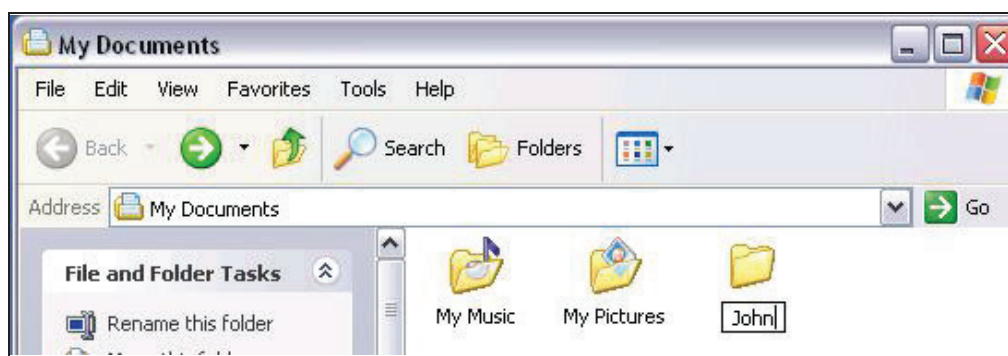 My Documents
File Edit View Favorites Tools Help
Back Search Folders
Address My Documents Go
File and Folder Tasks
Rename this folder
My Music My Pictures John